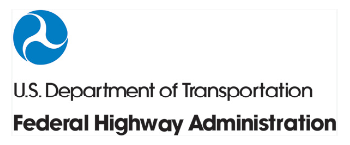 U.S. Department of Transportation
Federal Highway Administration